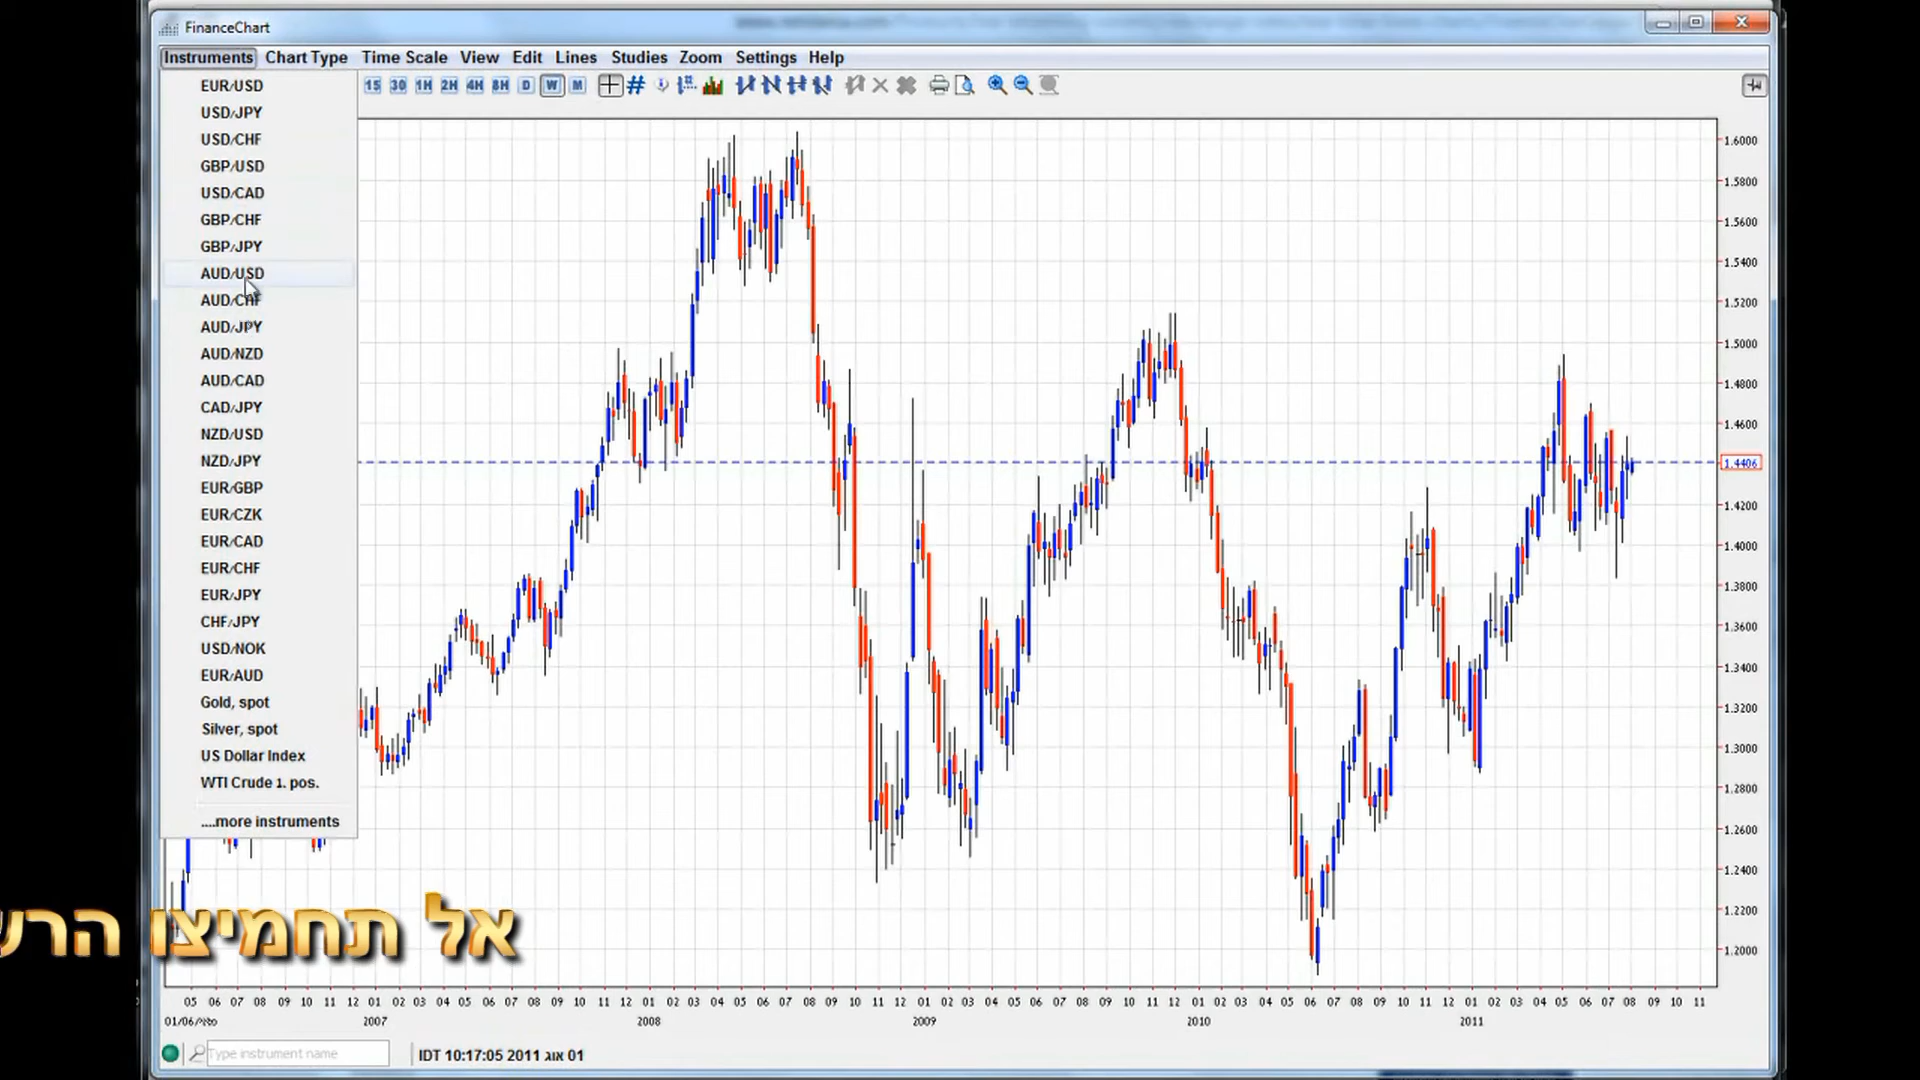 FinanceChart
Instruments Chart Type Time Scale View Edit Lines Studies Zoom Settings Help
15 30 1H 2H 4H 8H D W M
EUR/USD
USD/JPY
USD/CHF
GBP/USD
USD/CAD
GBP/CHF
GBP/JPY
AUD/USD
AUD/CHF
AUD/JPY
AUD/NZD
AUD/CAD
CAD/JPY
NZD/USD
NZD/JPY
EUR/GBP
EUR/CZK
EUR/CAD
EUR/CHF
EUR/JPY
CHF/JPY
USD/NOK
EUR/AUD
Gold, spot
Silver, spot
US Dollar Index
WTI Crude 1. pos.
....more instruments
1.6000
1.5800
1.5600
1.5400
1.5200
1.5000
1.4800
1.4600
1.4406
1.4200
1.4000
1.3800
1.3600
1.3400
1.3200
1.3000
1.2800
1.2600
1.2400
1.2200
1.2000
אל תחמיצו הרש
05 06 07 08 09 10 11 12 01 02 03 04 05 06 07 08 09 10 11 12 01 02 03 04 05 06 07 08 09 10 11 12 01 02 03 04 05 06 07 08 09 10 11 12 01 02 03 04 05 06 07 08 09 10 11 12 01 02 03 04 05 06 07 08 09 10 11
2007 2008 2009 2010 2011
Type instrument name
IDT 10:17:05 2011 אוג 01